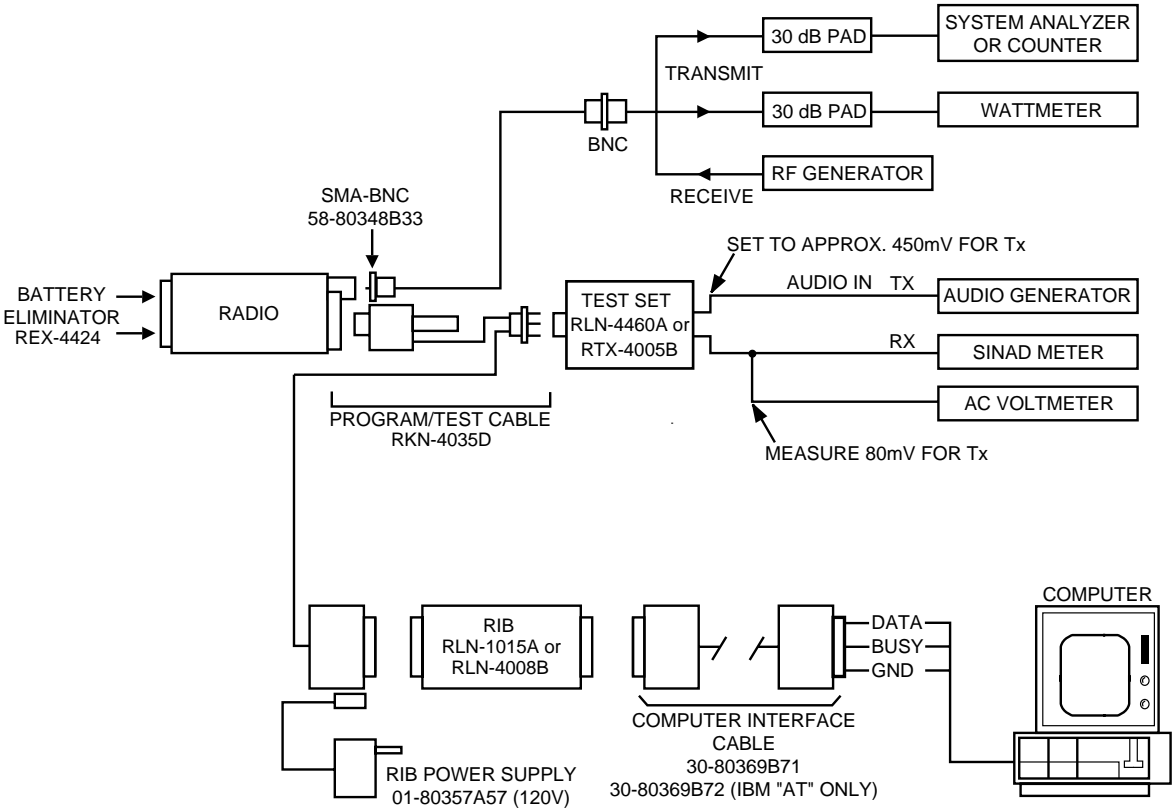 30 dB PAD
SYSTEM ANALYZER
OR COUNTER
TRANSMIT
30 dB PAD
WATTMETER
BNC
RF GENERATOR
RECEIVE
SMA-BNC
58-80348B33
SET TO APPROX. 450mV FOR Tx
BATTERY
ELIMINATOR
REX-4424
RADIO
TEST SET
RLN-4460A or
RTX-4005B
AUDIO IN TX
AUDIO GENERATOR
RX
SINAD METER
AC VOLTMETER
PROGRAM/TEST CABLE
RKN-4035D
MEASURE 80mV FOR Tx
RIB
RLN-1015A or
RLN-4008B
DATA
BUSY
GND
COMPUTER
COMPUTER INTERFACE
CABLE
30-80369B71
30-80369B72 (IBM "AT" ONLY)
RIB POWER SUPPLY
01-80357A57 (120V)